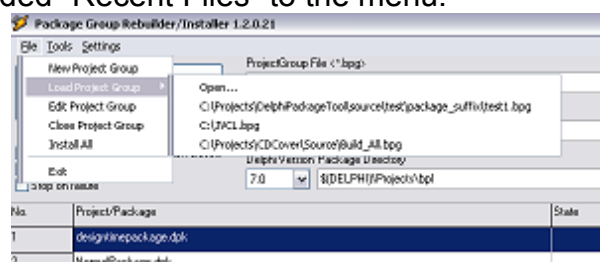 ded "Recent Files" to the menu.
Package Group Rebuilder/Installer 1.2.0.21
File Tools Settings
New Project Group
ProjectGroup File <*.bpg>
Load Project Group
Open...
Edit Project Group
C:\Projects\DelphiPackageTool\source\test\package_suffix\test1.bpg
Close Project Group
C:\JVCL.bpg
Install All
C:\Projects\CDCover\Source\Build_All.bpg
Delphi Version Package Directory
Exit
Stop on failure
7.0 $(DELPHI)\Projects\bpl
No. Project/Package State
1 designtimepackage.dpk
2 NormalPackage.dpk